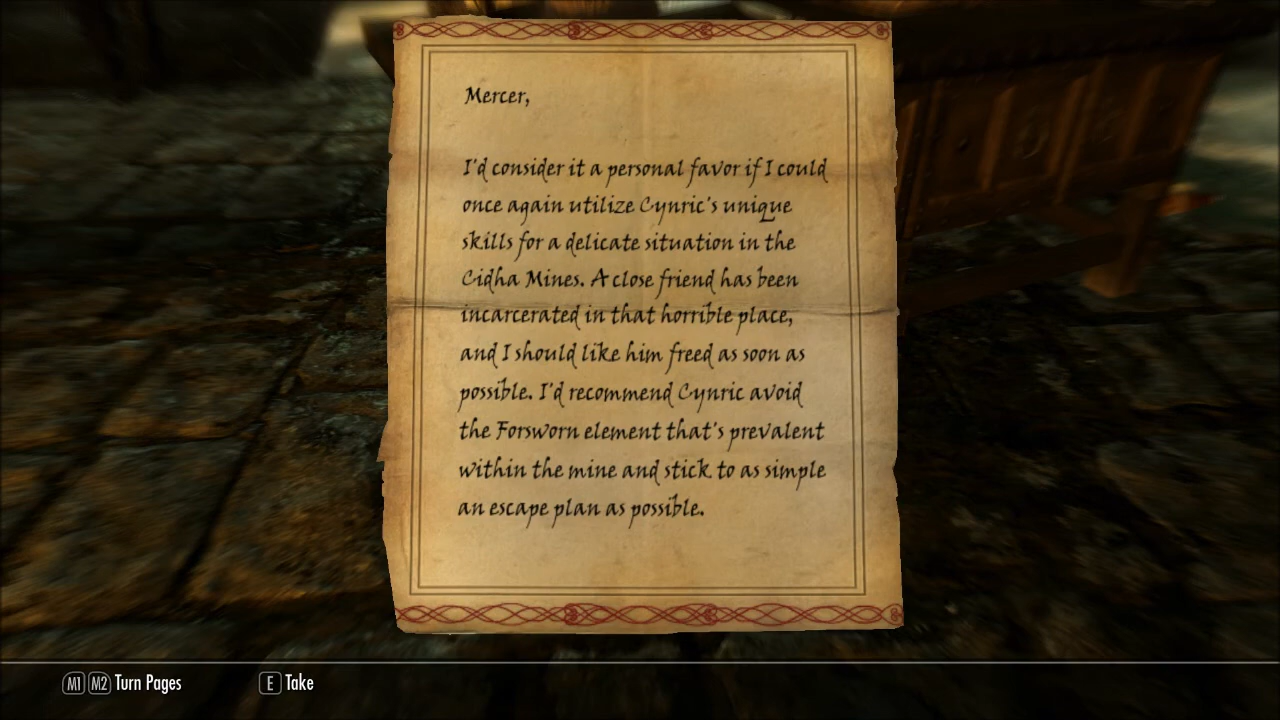 Mercer,
I'd consider it a personal favor if I could
once again utilize Cynric's unique
skills for a delicate situation in the
Cidha Mines. A close friend has been
incarcerated in that horrible place,
and I should like him freed as soon as
possible. I'd recommend Cynric avoid
the Forsworn element that's prevalent
within the mine and stick to as simple
an escape plan as possible.
M1 M2 Turn Pages E Take